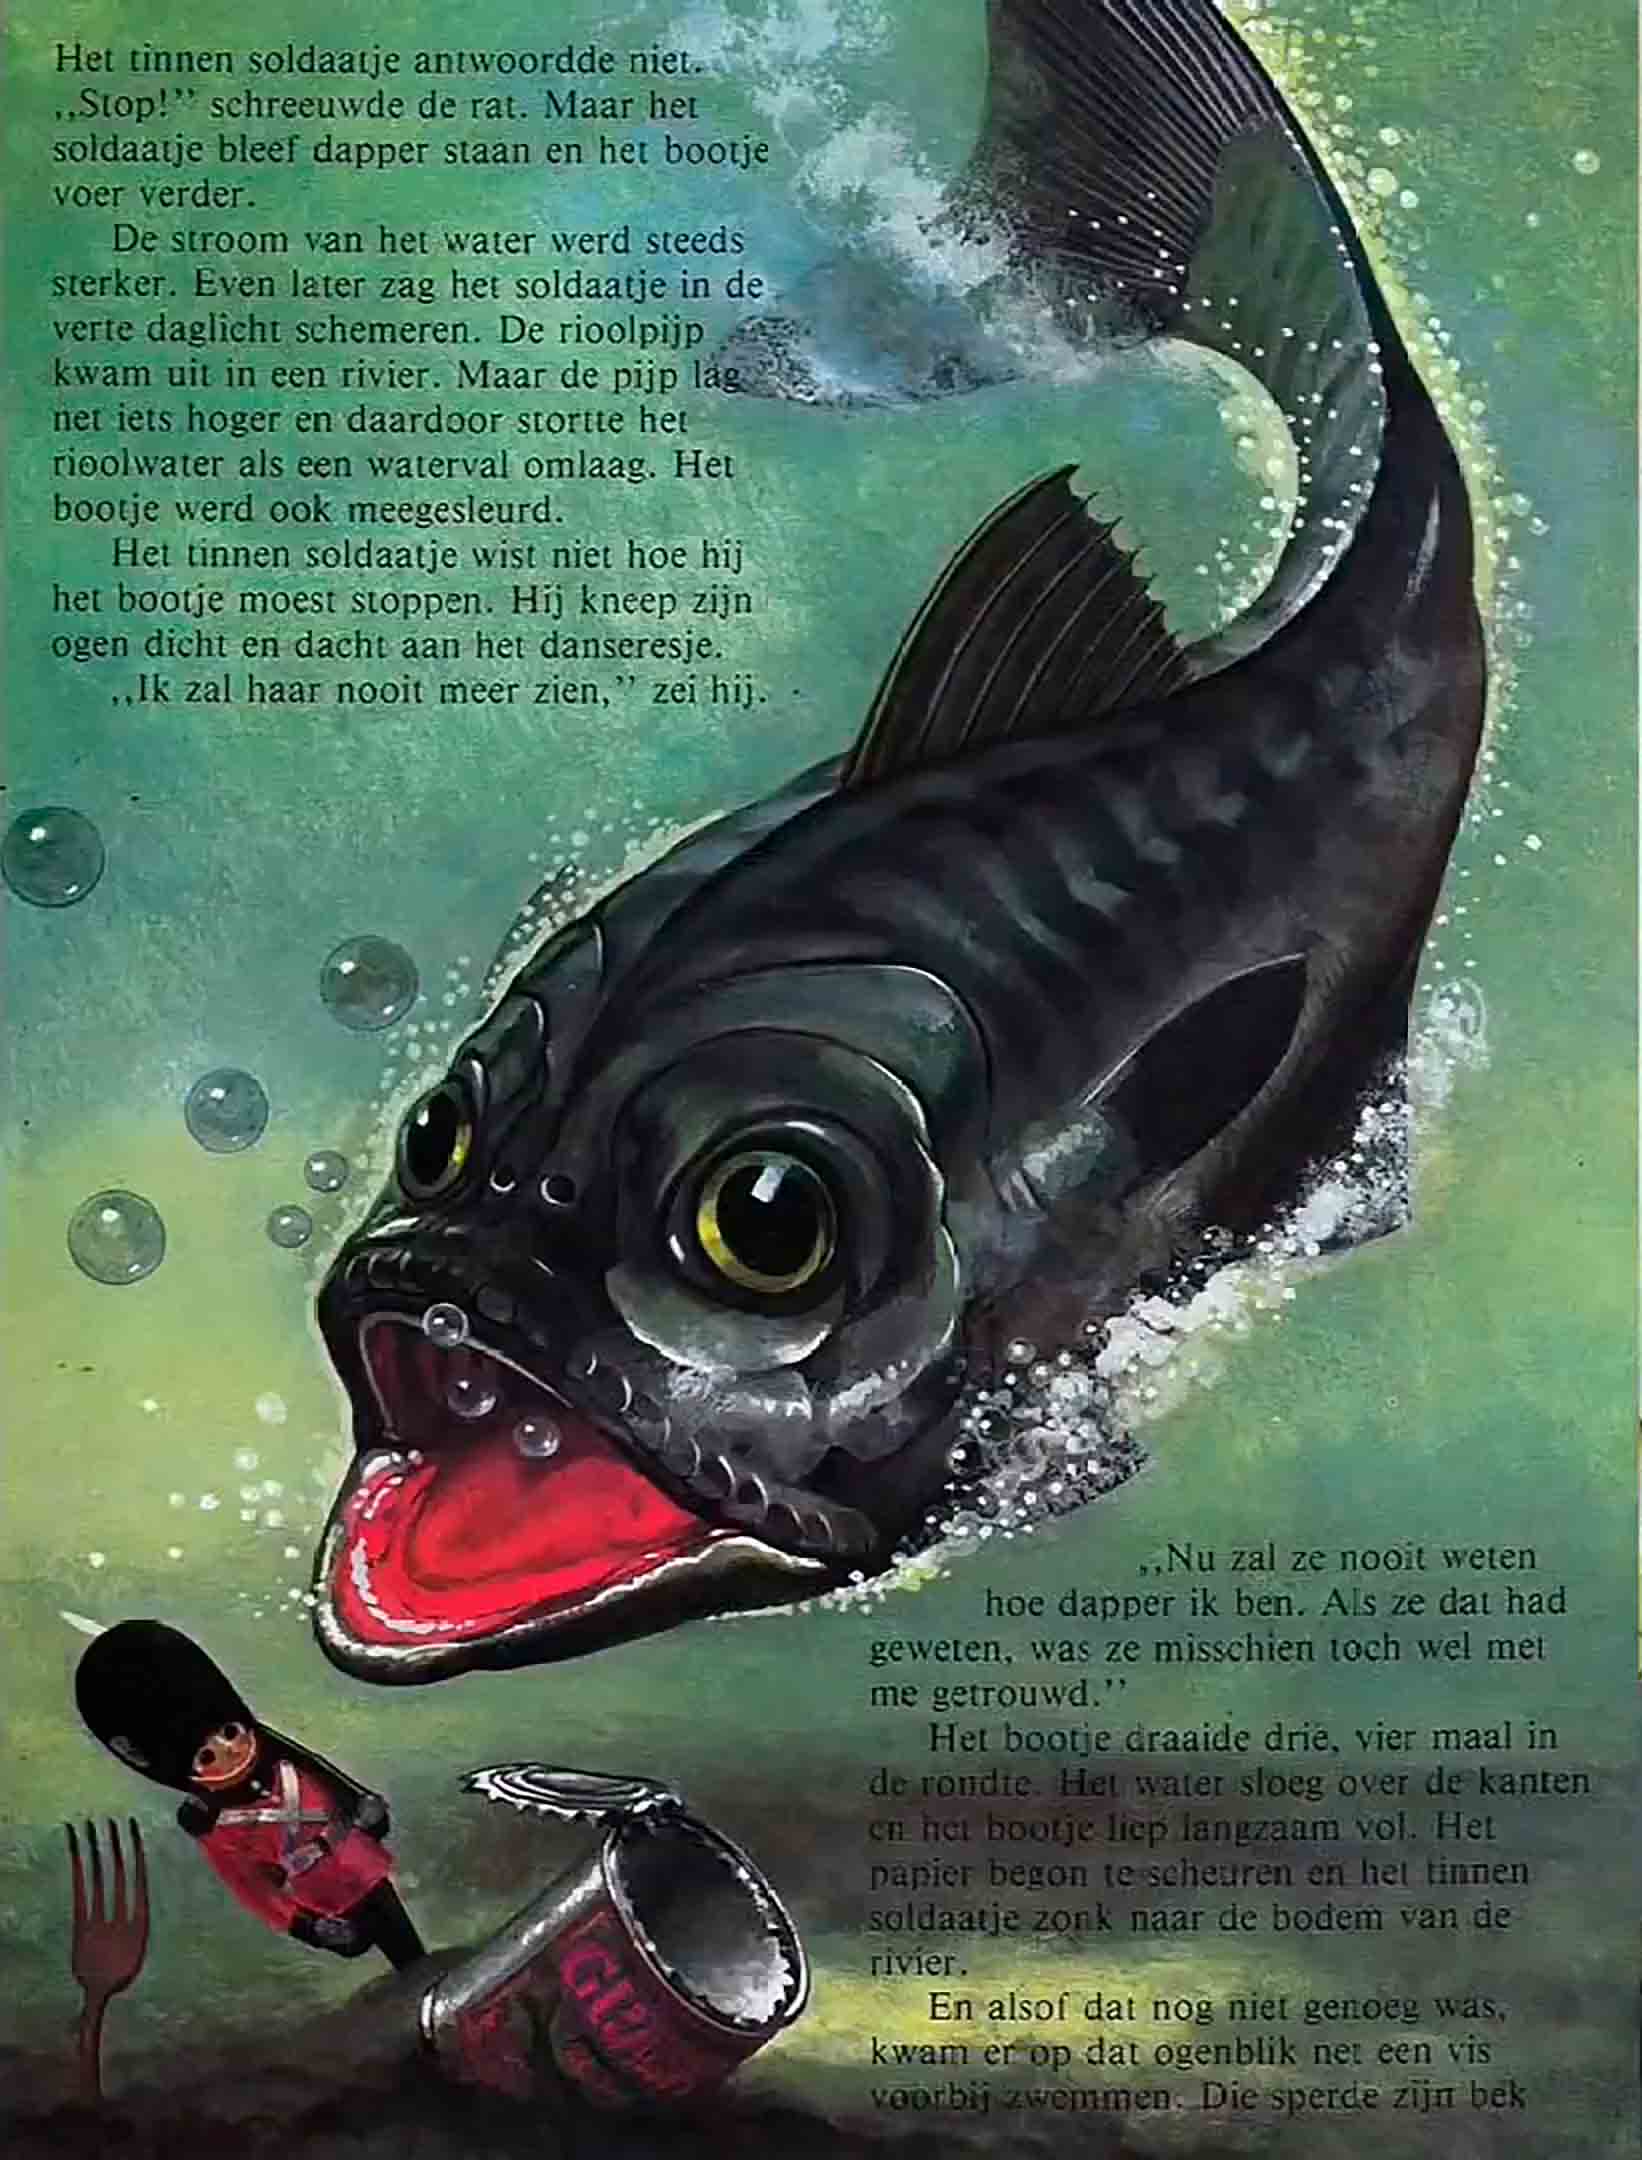 Het tinnen soldaatje antwoordde niet.
,,Stop!'' schreeuwde de rat. Maar het
soldaatje bleef dapper staan en het bootje
voer verder.
De stroom van het water werd steeds
sterker. Even later zag het soldaatje in de
verte daglicht schemeren. De rioolpijp
kwam uit in een rivier. Maar de pijp lag
net iets hoger en daardoor stortte het
rioolwater als een waterval omlaag. Het
bootje werd ook meegesleurd.
Het tinnen soldaatje wist niet hoe hij
het bootje moest stoppen. Hij kneep zijn
ogen dicht en dacht aan het danseresje.
,,Ik zal haar nooit meer zien,'' zei hij.
,,Nu zal ze nooit weten
hoe dapper ik ben. Als ze dat had
geweten, was ze misschien toch wel met
me getrouwd.''
Het bootje draaide drie, vier maal in
de rondte. Het water sloeg over de kanten
en het bootje liep langzaam vol. Het
papier begon te scheuren en het tinnen
soldaatje zonk naar de bodem van de
rivier.
En alsof dat nog niet genoeg was,
kwam er op dat ogenblik net een vis
voorbij zwemmen. Die sperde zijn bek